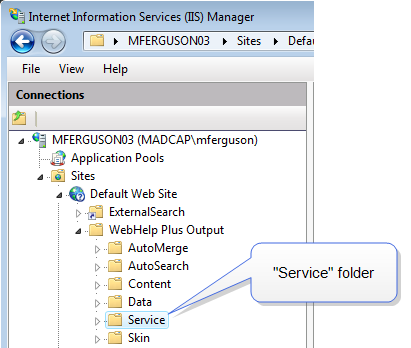 Internet Information Services (IIS) Manager
MFERGUSON03 Sites Defau
File View Help
Connections
MFERGUSON03 (MADCAP\mferguson)
Application Pools
Sites
Default Web Site
ExternalSearch
WebHelp Plus Output
AutoMerge
AutoSearch
Content
Data
Service
Skin
"Service" folder